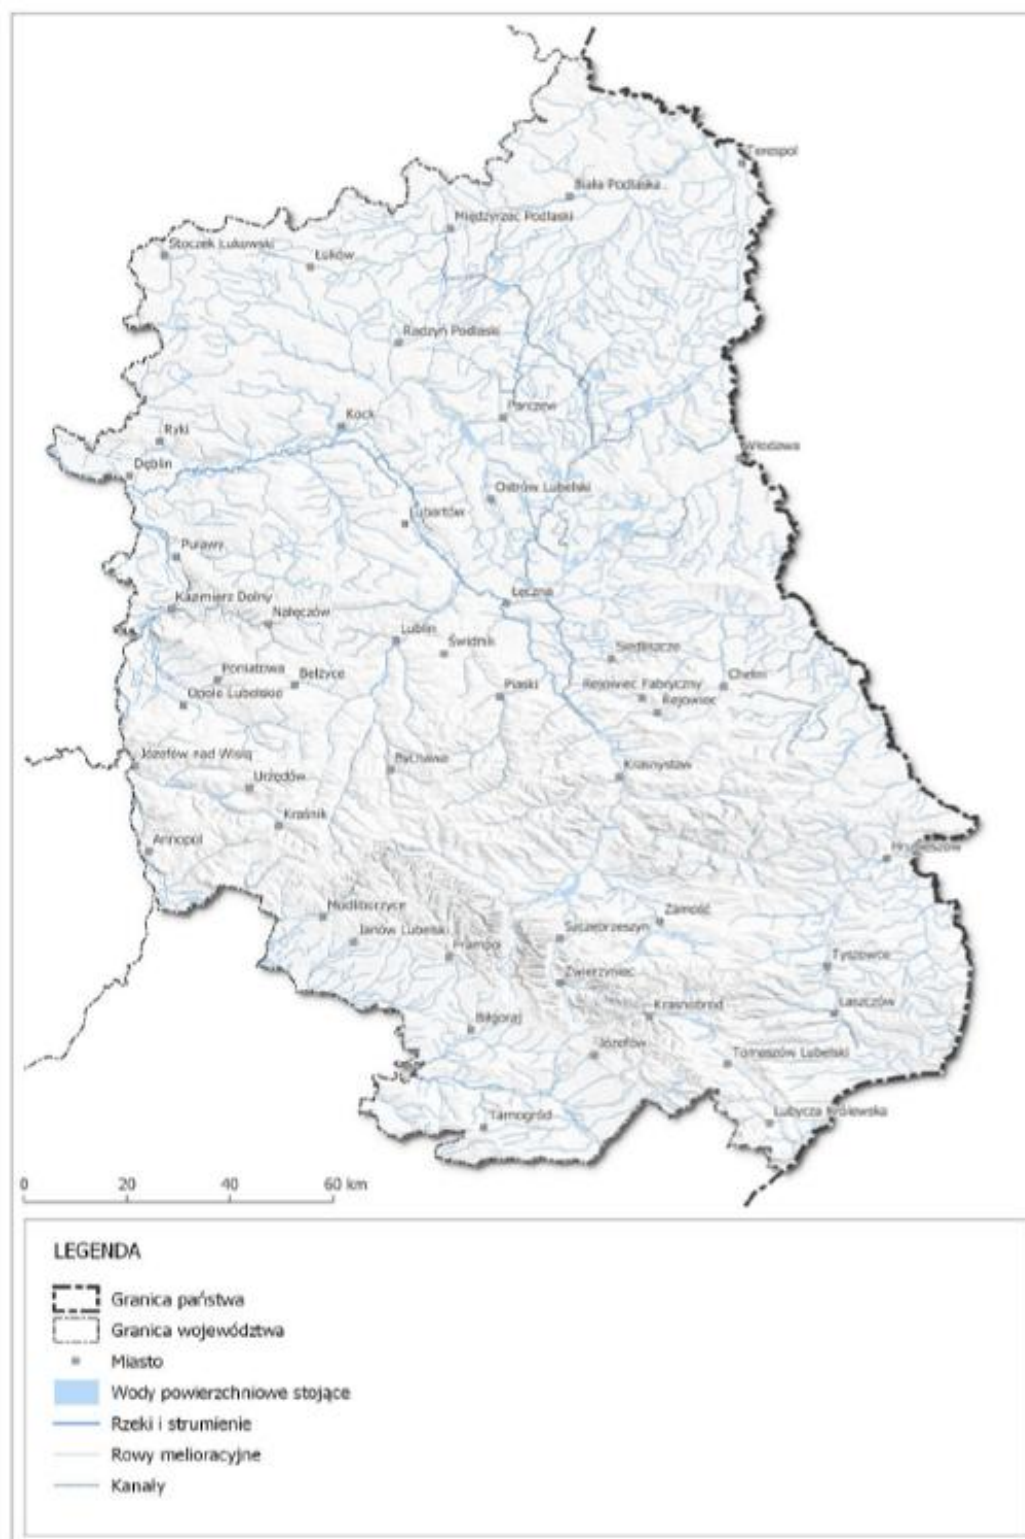 Terespol
Biała Podlaska
Międzyrzec Podlaski
Stoczek Łukowski
Łuków
Radzyń Podlaski
Parczew
Kock
Ryki
Włodawa
Dęblin
Ostrów Lubelski
Lubartów
Puławy
Kazimierz Dolny
Łęczna
Nałęczów
Lublin
Świdnik
Siedliszcze
Poniatowa
Bełżyce
Chełm
Opole Lubelskie
Piaski
Rejowiec Fabryczny
Rejowiec
Józefów nad Wisłą
Urzędów
Bychawa
Krasnystaw
Kraśnik
Annopol
Hrubieszów
Modliborzyce
Zamość
Janów Lubelski
Frampol
Szczebrzeszyn
Tyszowce
Zwierzyniec
Krasnobród
Łaszczów
Biłgoraj
Józefów
Tomaszów Lubelski
Tarnogród
Lubycza Królewska
0 20 40 60 km
LEGENDA
Granica państwa
Granica województwa
Miasto
Wody powierzchniowe stojące
Rzeki i strumienie
Rowy melioracyjne
Kanały